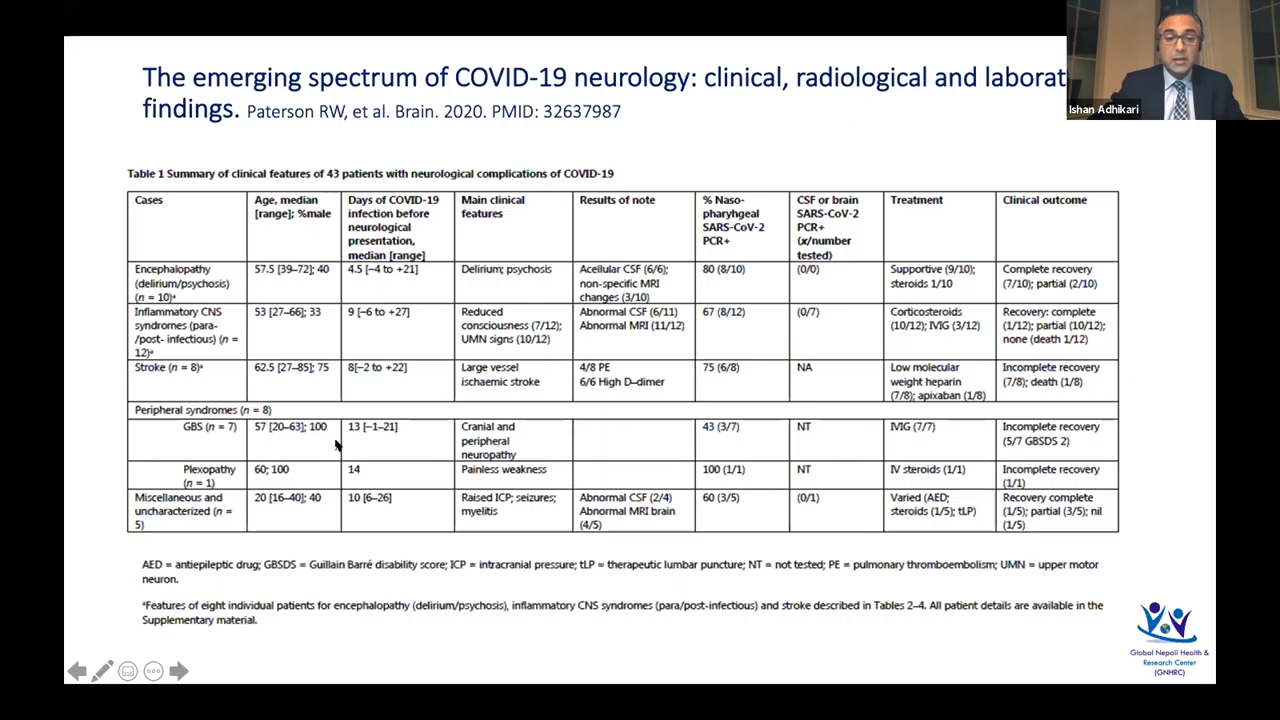 The emerging spectrum of COVID-19 neurology: clinical, radiological and laborat
findings. Paterson RW, et al. Brain. 2020. PMID: 32637987
Ishan Adhikari
Table 1 Summary of clinical features of 43 patients with neurological complications of COVID-19
Cases
Age, median
[range]; %male
Days of COVID-19
infection before
neurological
presentation,
median [range]
Main clinical
features
Results of note
% Naso-
pharyhgeal
SARS-CoV-2
PCR+
CSF or brain
SARS-CoV-2
PCR+
(x/number
tested)
Treatment
Clinical outcome
Encephalopathy
(delirium/psychosis)
(n = 10)ᵃ
57.5 [39–72]; 40
4.5 [−4 to +21]
Delirium; psychosis
Acellular CSF (6/6);
non-specific MRI
changes (3/10)
80 (8/10)
(0/0)
Supportive (9/10);
steroids 1/10
Complete recovery
(7/10); partial (2/10)
Inflammatory CNS
syndromes (para-
/post- infectious) (n =
12)ᵃ
53 [27–66]; 33
9 [−6 to +27]
Reduced
consciousness (7/12);
UMN signs (10/12)
Abnormal CSF (6/11)
Abnormal MRI (11/12)
67 (8/12)
(0/7)
Corticosteroids
(10/12); IVIG (3/12)
Recovery: complete
(1/12); partial (10/12);
none (death 1/12)
Stroke (n = 8)ᵃ
62.5 [27–85]; 75
8[−2 to +22]
Large vessel
ischaemic stroke
4/8 PE
6/6 High D–dimer
75 (6/8)
NA
Low molecular
weight heparin
(7/8); apixaban (1/8)
Incomplete recovery
(7/8); death (1/8)
Peripheral syndromes (n = 8)
GBS (n = 7)
57 [20–63]; 100
13 [−1–21]
Cranial and
peripheral
neuropathy
43 (3/7)
NT
IVIG (7/7)
Incomplete recovery
(5/7 GBSDS 2)
Plexopathy
(n = 1)
60; 100
14
Painless weakness
100 (1/1)
NT
IV steroids (1/1)
Incomplete recovery
(1/1)
Miscellaneous and
uncharacterized (n =
5)
20 [16–40]; 40
10 [6–26]
Raised ICP; seizures;
myelitis
Abnormal CSF (2/4)
Abnormal MRI brain
(4/5)
60 (3/5)
(0/1)
Varied (AED;
steroids (1/5); tLP)
Recovery complete
(1/5); partial (3/5); nil
(1/5)
AED = antiepileptic drug; GBSDS = Guillain Barré disability score; ICP = intracranial pressure; tLP = therapeutic lumbar puncture; NT = not tested; PE = pulmonary thromboembolism; UMN = upper motor
neuron.
ᵃFeatures of eight individual patients for encephalopathy (delirium/psychosis), inflammatory CNS syndromes (para/post-infectious) and stroke described in Tables 2–4. All patient details are available in the
Supplementary material.
Global Nepali Health &
Research Center
(GNHRC)